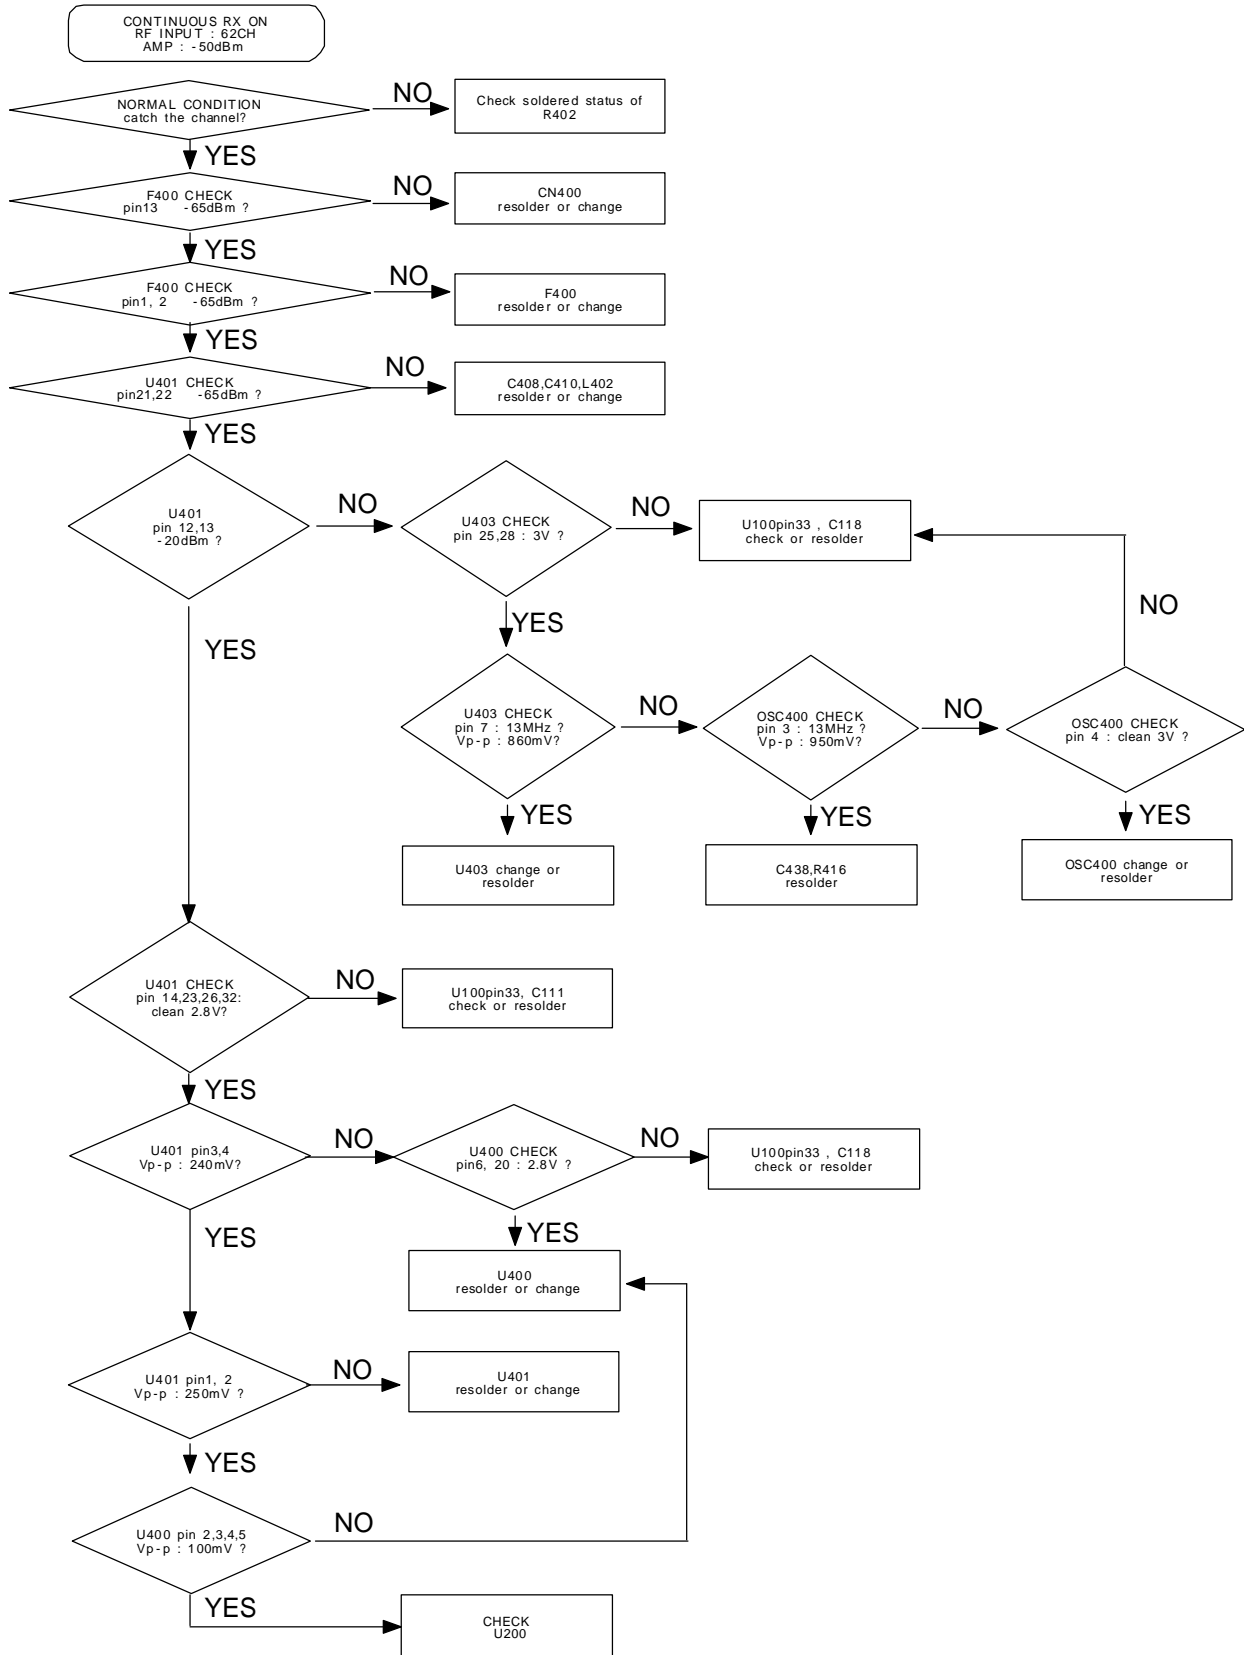 CONTINUOUS RX ON
RF INPUT : 62CH
AMP : -50dBm
NORMAL CONDITION
catch the channel?
NO
Check soldered status of
R402
YES
F400 CHECK
pin13 -65dBm ?
NO
CN400
resolder or change
YES
F400 CHECK
pin1, 2 -65dBm ?
NO
F400
resolder or change
YES
U401 CHECK
pin21,22 -65dBm ?
NO
C408,C410,L402
resolder or change
YES
U401
pin 12,13
-20dBm ?
NO
U403 CHECK
pin 25,28 : 3V ?
NO
U100pin33 , C118
check or resolder
YES
YES
NO
U403 CHECK
pin 7 : 13MHz ?
Vp-p : 860mV?
NO
OSC400 CHECK
pin 3 : 13MHz ?
Vp-p : 950mV?
NO
OSC400 CHECK
pin 4 : clean 3V ?
YES
YES
YES
U403 change or
resolder
C438,R416
resolder
OSC400 change or
resolder
U401 CHECK
pin 14,23,26,32:
clean 2.8V?
NO
U100pin33, C111
check or resolder
YES
U401 pin3,4
Vp-p : 240mV?
NO
U400 CHECK
pin6, 20 : 2.8V ?
NO
U100pin33 , C118
check or resolder
YES
YES
U400
resolder or change
U401 pin1, 2
Vp-p : 250mV ?
NO
U401
resolder or change
YES
U400 pin 2,3,4,5
Vp-p : 100mV ?
NO
YES
CHECK
U200